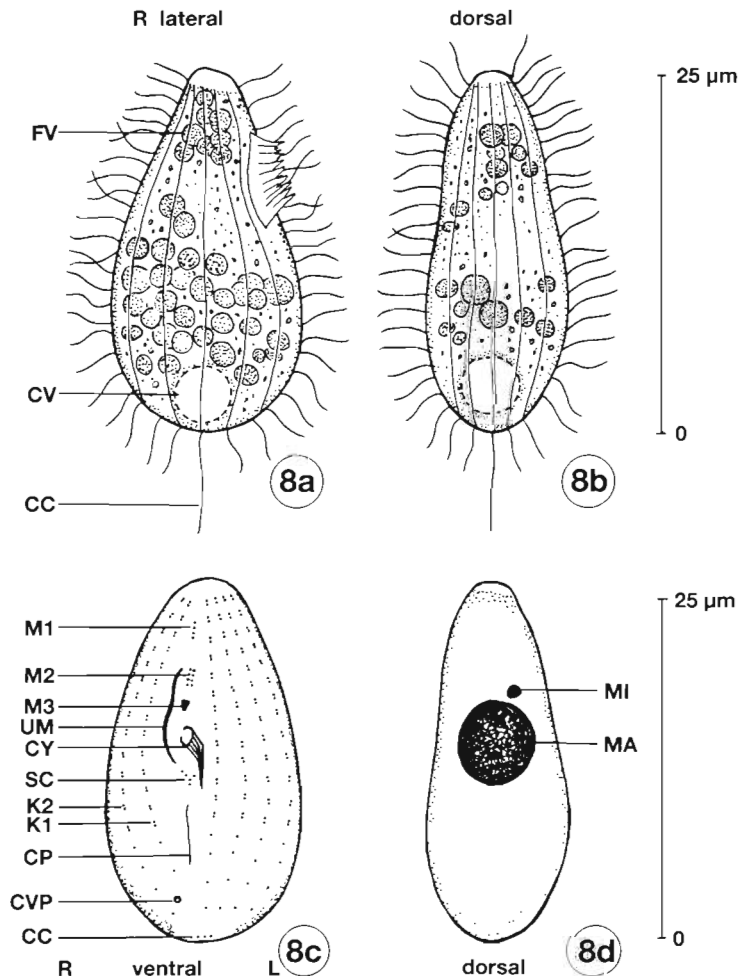 R lateral
dorsal
25 µm
FV
CV
0
CC
8a
8b
25 µm
M1
M2
MI
M3
UM
MA
CY
SC
K2
K1
CP
CVP
CC
8c
8d
0
R ventral L
dorsal